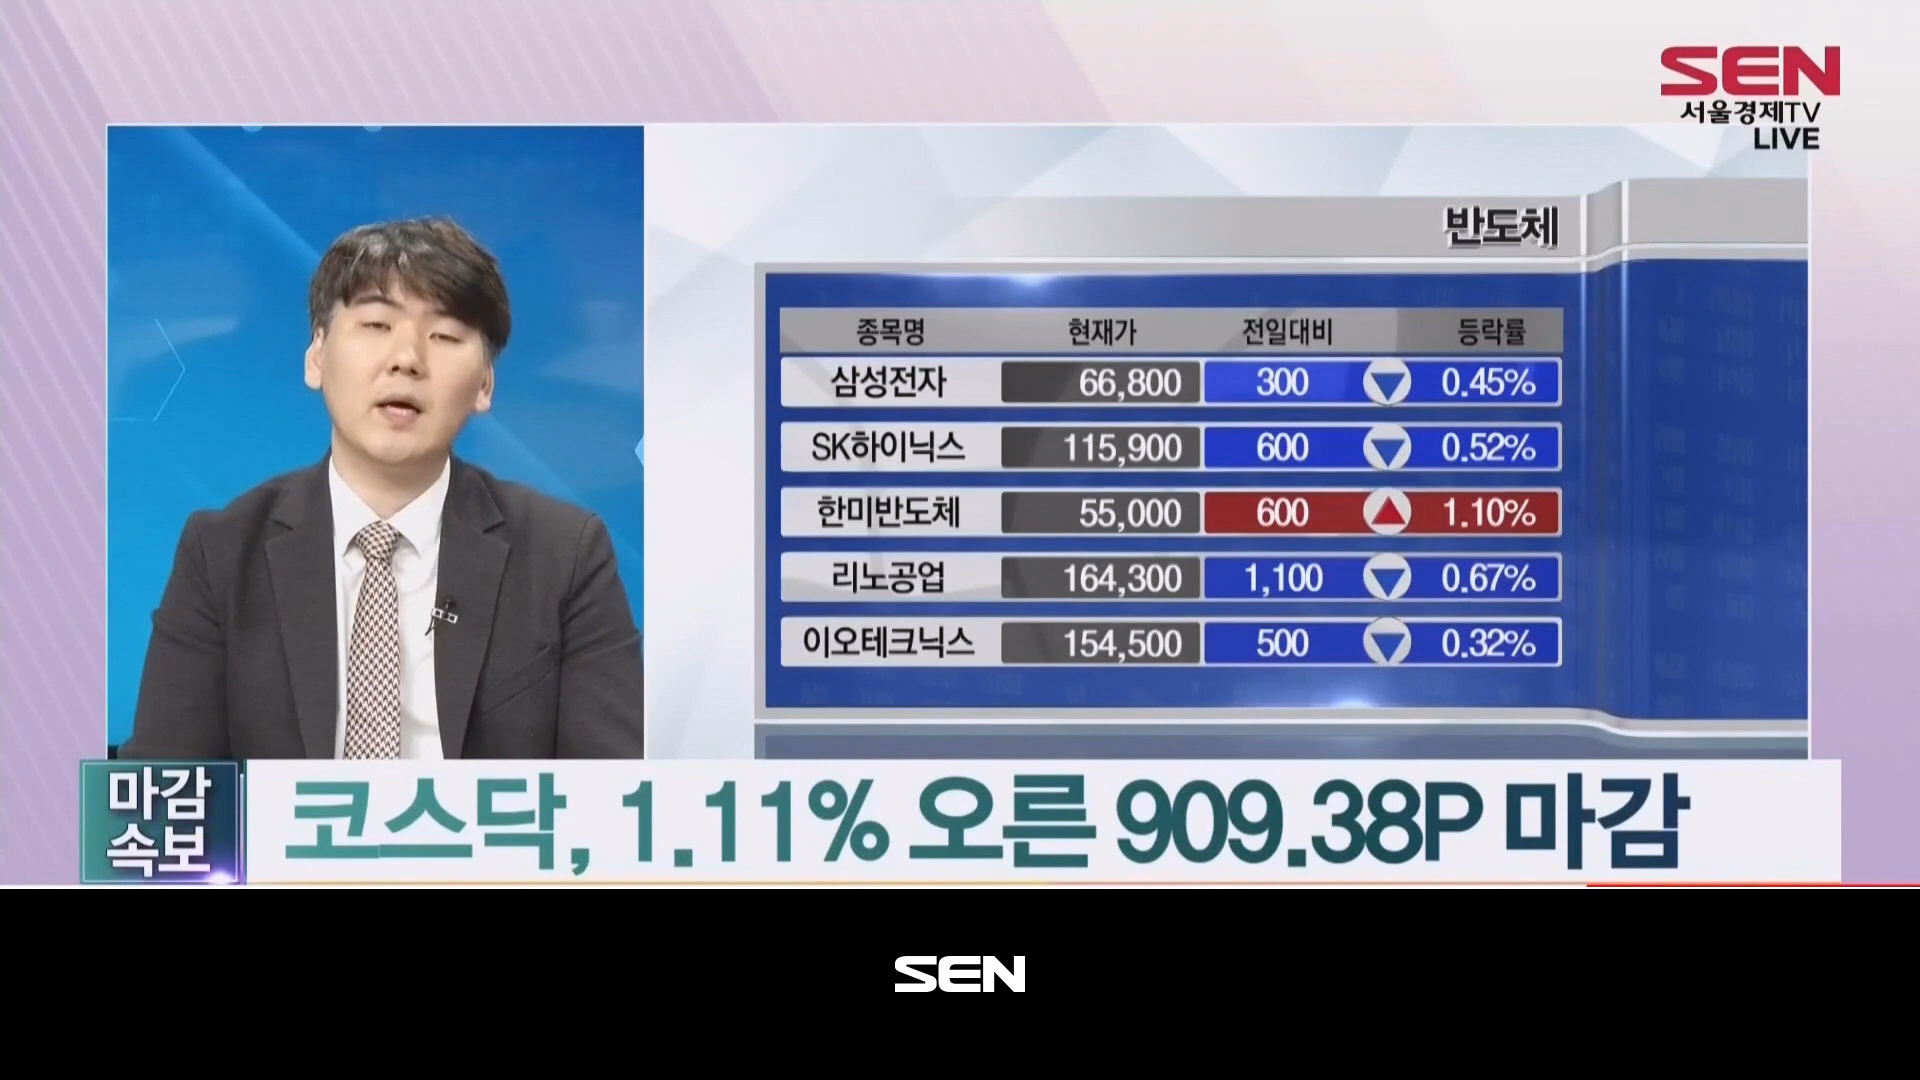 SEN
서울경제TV
LIVE
반도체
종목명 현재가 전일대비 등락률
삼성전자 66,800 300 ▼ 0.45%
SK하이닉스 115,900 600 ▼ 0.52%
한미반도체 55,000 600 ▲ 1.10%
리노공업 164,300 1,100 ▼ 0.67%
이오테크닉스 154,500 500 ▼ 0.32%
마감
속보
코스닥, 1.11% 오른 909.38P 마감
SEN